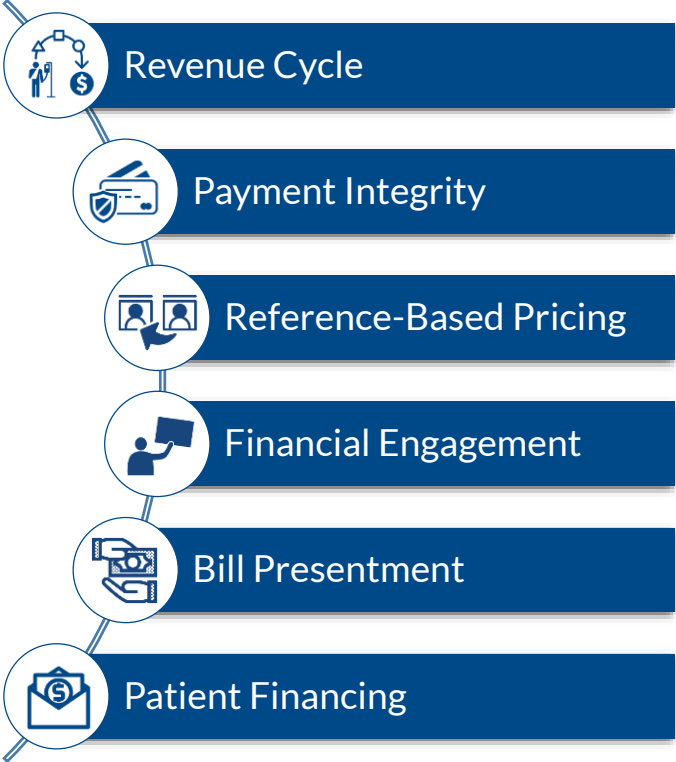 Revenue Cycle
Payment Integrity
Reference-Based Pricing
Financial Engagement
Bill Presentment
Patient Financing